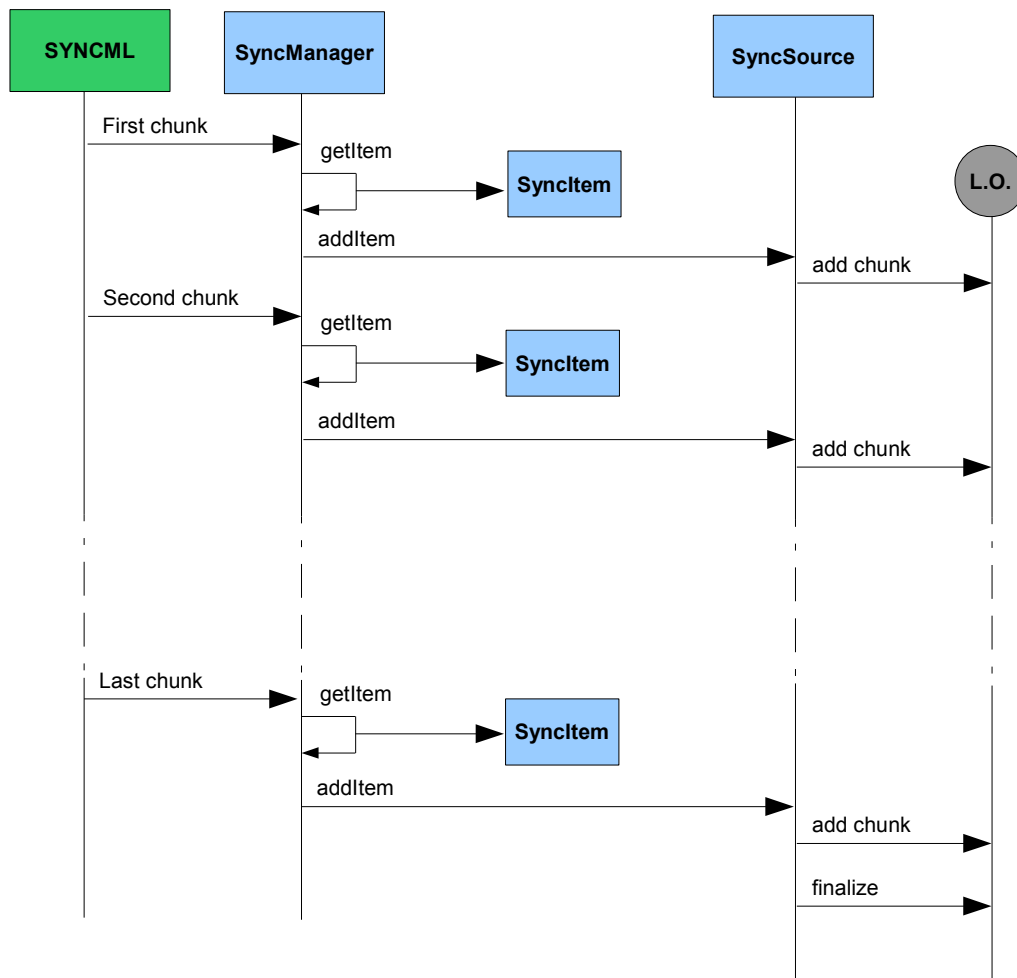 SYNCML
SyncManager
SyncSource
First chunk
getItem
SyncItem
L.O.
addItem
add chunk
Second chunk
getItem
SyncItem
addItem
add chunk
Last chunk
getItem
SyncItem
addItem
add chunk
finalize